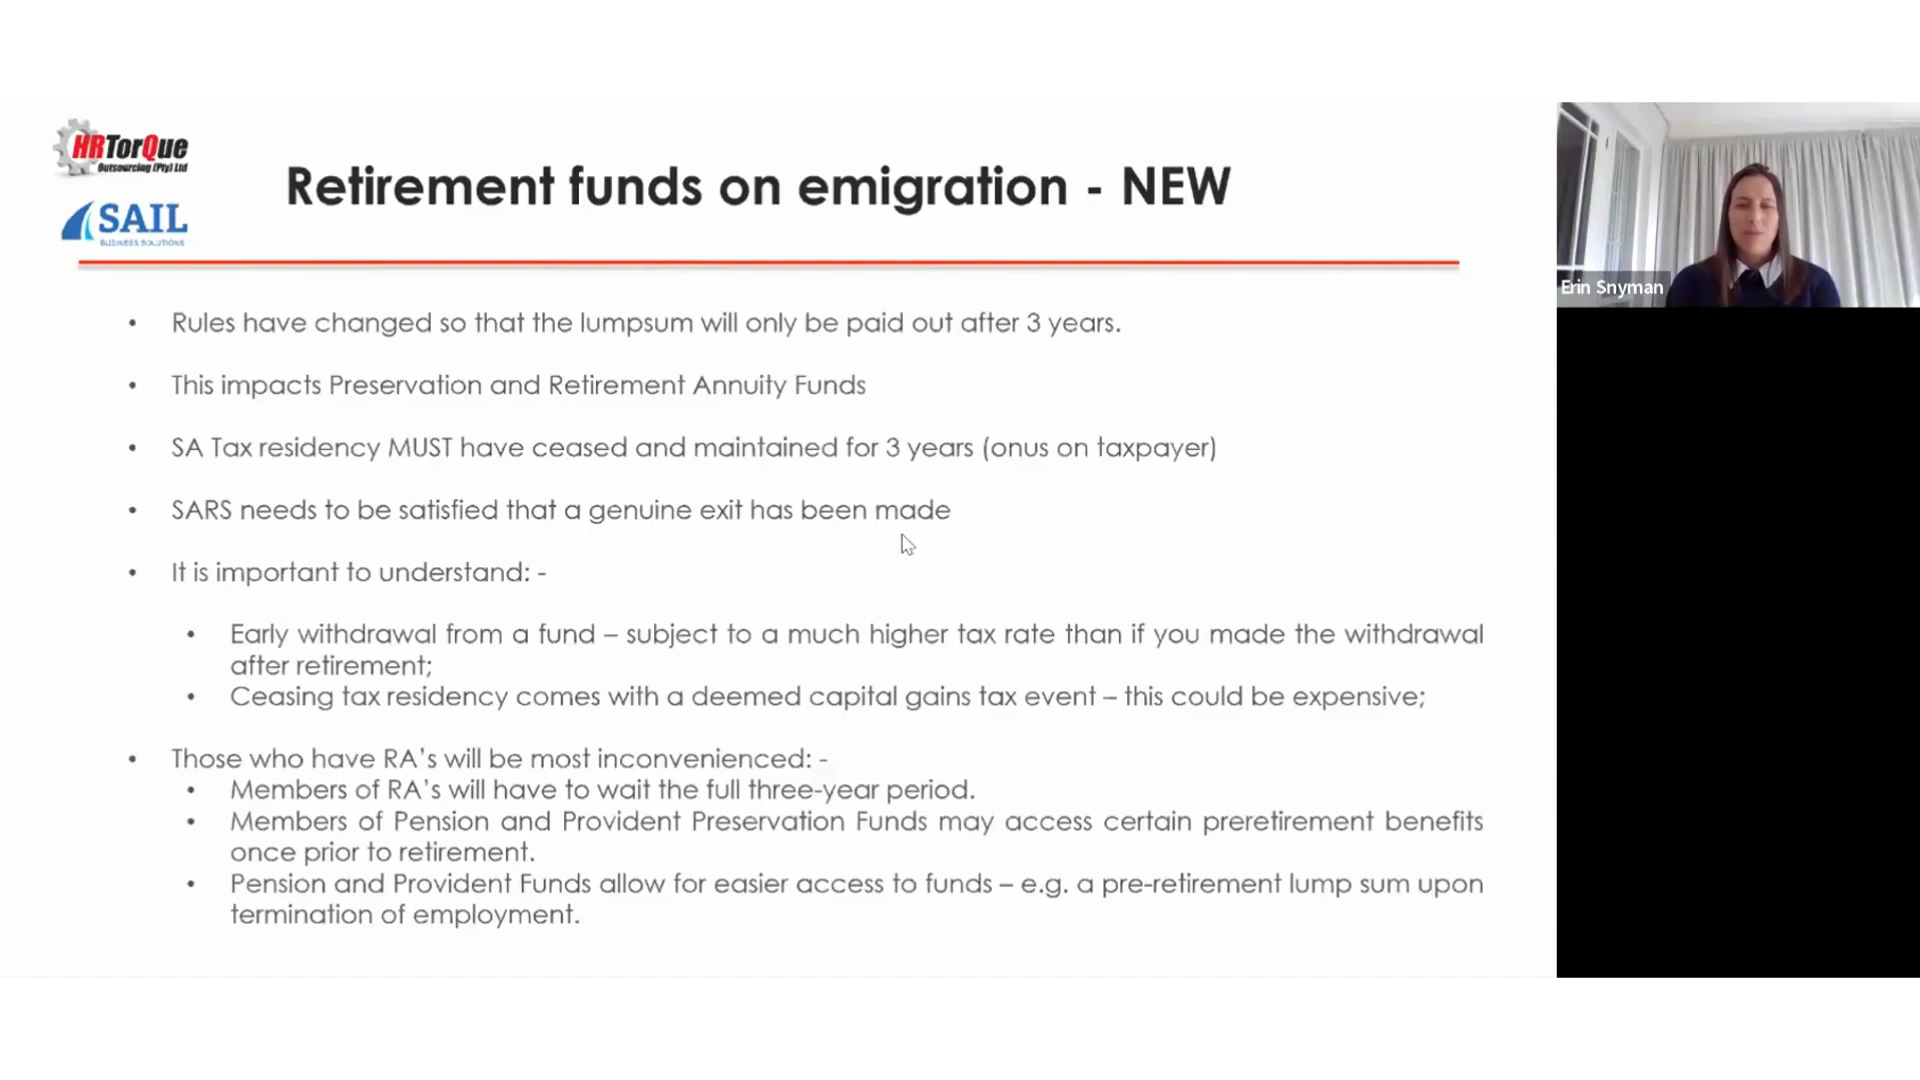 HRTorQue
Outsourcing (Pty) Ltd
SAIL
BUSINESS SOLUTIONS
Retirement funds on emigration - NEW
Erin Snyman
• Rules have changed so that the lumpsum will only be paid out after 3 years.
• This impacts Preservation and Retirement Annuity Funds
• SA Tax residency MUST have ceased and maintained for 3 years (onus on taxpayer)
• SARS needs to be satisfied that a genuine exit has been made
• It is important to understand: -
• Early withdrawal from a fund – subject to a much higher tax rate than if you made the withdrawal
after retirement;
• Ceasing tax residency comes with a deemed capital gains tax event – this could be expensive;
• Those who have RA's will be most inconvenienced: -
• Members of RA's will have to wait the full three-year period.
• Members of Pension and Provident Preservation Funds may access certain preretirement benefits
once prior to retirement.
• Pension and Provident Funds allow for easier access to funds – e.g. a pre-retirement lump sum upon
termination of employment.